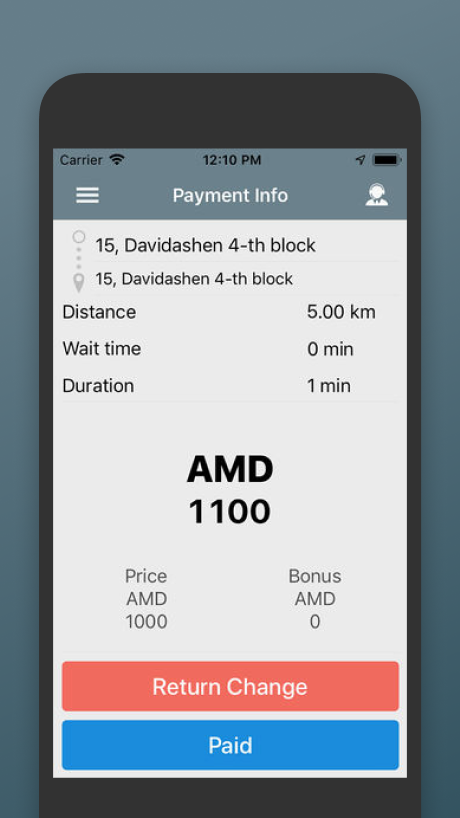 Carrier 12:10 PM
Payment Info
15, Davidashen 4-th block
15, Davidashen 4-th block
Distance 5.00 km
Wait time 0 min
Duration 1 min
AMD
1100
Price Bonus
AMD AMD
1000 0
Return Change
Paid